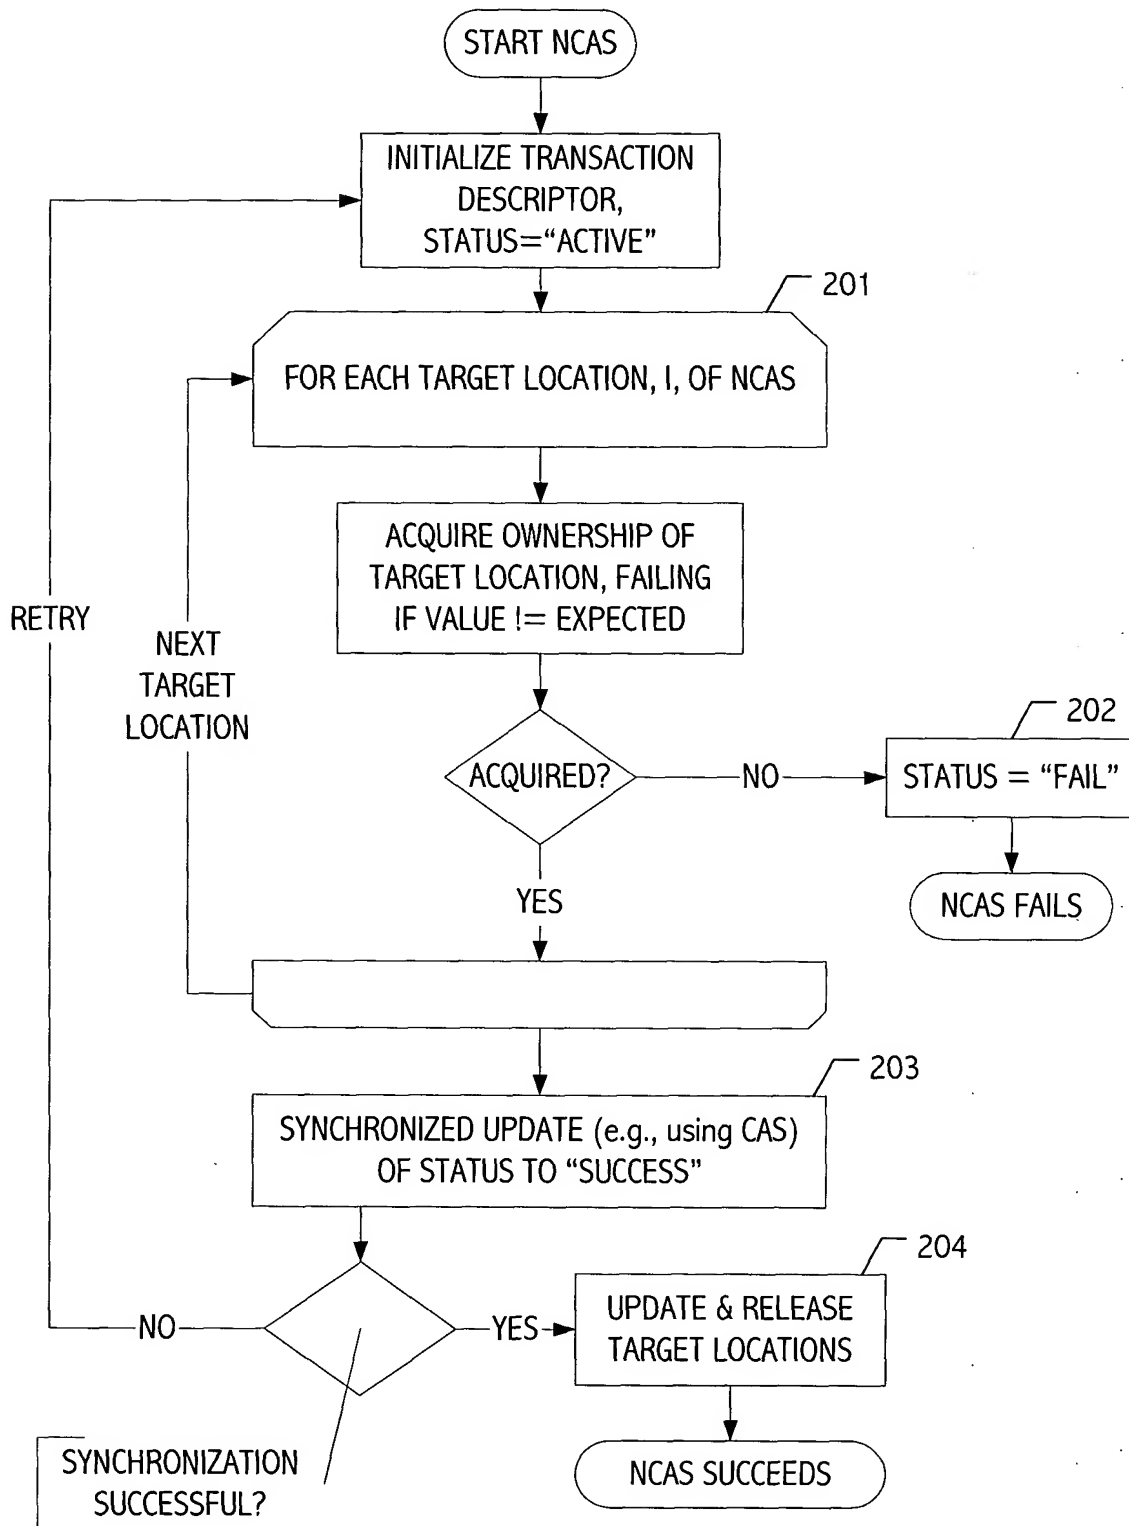 START NCAS
INITIALIZE TRANSACTION
DESCRIPTOR,
STATUS=“ACTIVE”
201
FOR EACH TARGET LOCATION, I, OF NCAS
ACQUIRE OWNERSHIP OF
TARGET LOCATION, FAILING
IF VALUE != EXPECTED
RETRY
NEXT
TARGET
LOCATION
202
ACQUIRED?
NO
STATUS = “FAIL”
YES
NCAS FAILS
203
SYNCHRONIZED UPDATE (e.g., using CAS)
OF STATUS TO “SUCCESS”
204
NO
YES
UPDATE & RELEASE
TARGET LOCATIONS
SYNCHRONIZATION
SUCCESSFUL?
NCAS SUCCEEDS